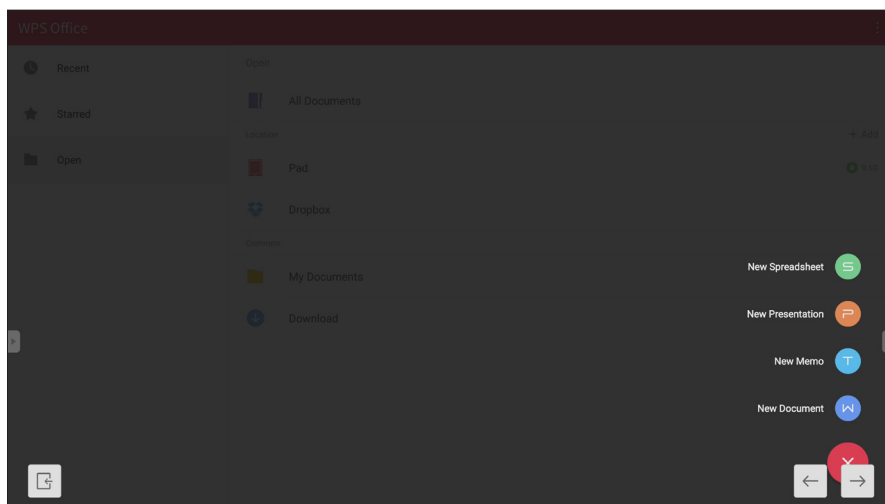 WPS Office
Recent
Starred
Open
Open
All Documents
Location
+ Add
Pad
Dropbox
Common
My Documents
Download
New Spreadsheet S
New Presentation P
New Memo T
New Document W